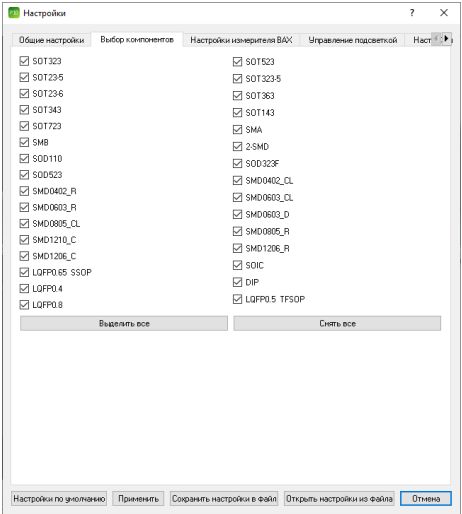 Настройки
Общие настройки Выбор компонентов Настройки измерителя ВАХ Управление подсветкой
SOT323
SOT23-5
SOT23-6
SOT343
SOT723
SMB
SOD110
SOD523
SMD0402_R
SMD0603_R
SMD0805_CL
SMD1210_C
SMD1206_C
LQFP0.65 SSOP
LQFP0.4
LQFP0.8
SOT523
SOT323-5
SOT363
SOT143
SMA
2-SMD
SOD323F
SMD0402_CL
SMD0603_CL
SMD0603_D
SMD0805_R
SMD1206_R
SOIC
DIP
LQFP0.5 TFSOP
Выделить все Снять все
Настройки по умолчанию Применить Сохранить настройки в файл Открыть настройки из файла Отмена